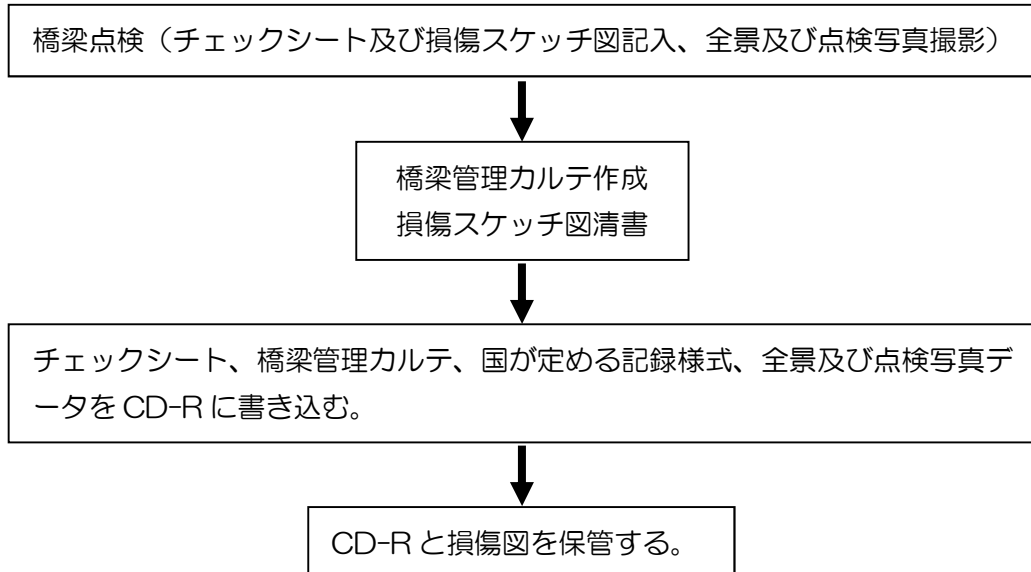 橋梁点検（チェックシート及び損傷スケッチ図記入、全景及び点検写真撮影）
橋梁管理カルテ作成
損傷スケッチ図清書
チェックシート、橋梁管理カルテ、国が定める記録様式、全景及び点検写真デ
ータを CD-R に書き込む。
CD-R と損傷図を保管する。